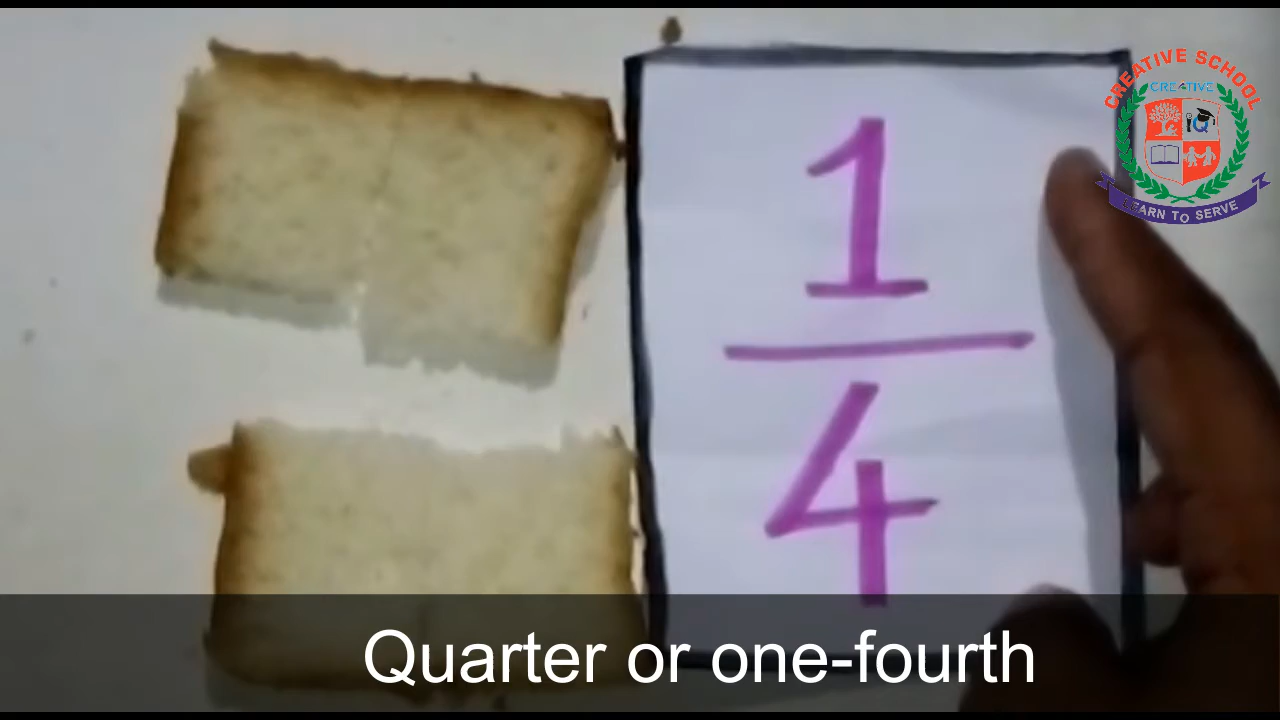 CREATIVE SCHOOL
CREATIVE
IQ
LEARN TO SERVE
1
4
Quarter or one-fourth